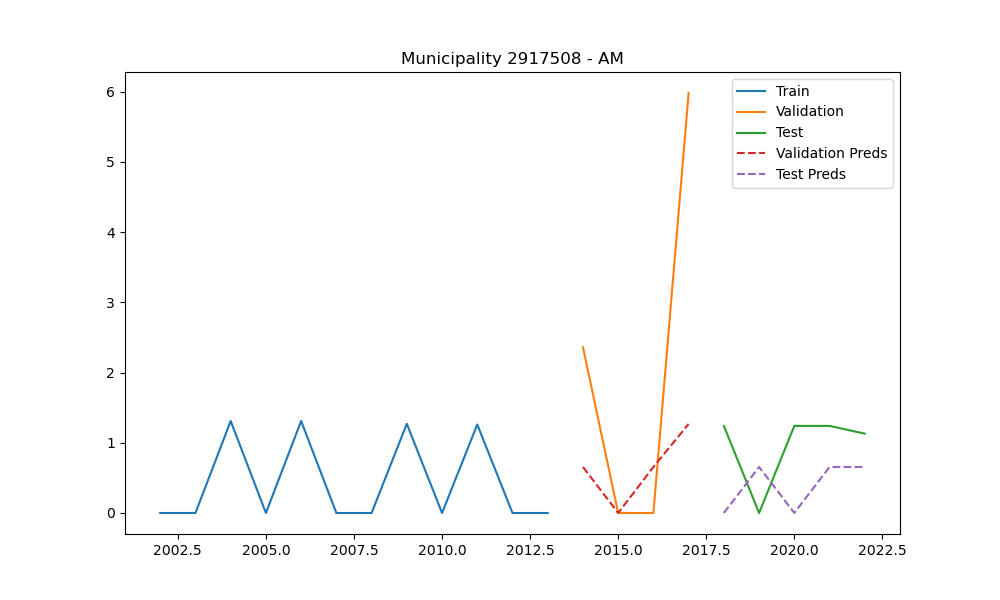 Municipality 2917508 - AM
Train
Validation
Test
Validation Preds
Test Preds
6
5
4
3
2
1
0
2002.5 2005.0 2007.5 2010.0 2012.5 2015.0 2017.5 2020.0 2022.5